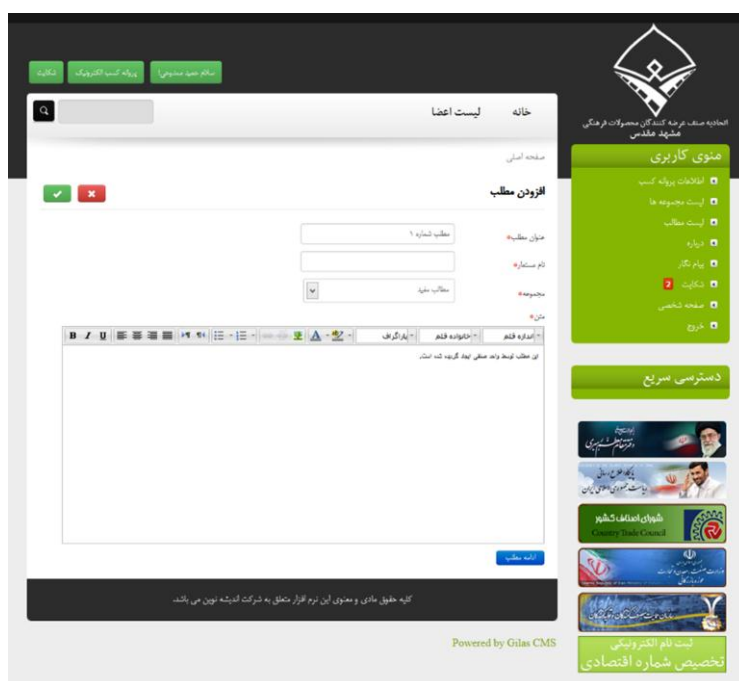 سلام حمید ممنوعی!
پروانه کسب الکترونیک
شکایت
اتحادیه صنف عرضه کنندگان محصولات فرهنگی
مشهد مقدس
خانه
لیست اعضا
صفحه اصلی
افزودن مطلب
عنوان مطلب*
مطلب شماره ۱
نام مستعار*
مجموعه*
مطالب مفید
متن*
اندازه قلم
خانواده قلم
پاراگراف
B I U
این مطلب توسط واحد صنفی ایجاد گردیده شده است.
ادامه مطلب
کلیه حقوق مادی و معنوی این نرم افزار متعلق به شرکت اندیشه نوین می باشد.
Powered by Gilas CMS
منوی کاربری
اطلاعات پروانه کسب
لیست مجموعه ها
لیست مطالب
درباره
پیام نگار
شکایت 2
صفحه شخصی
خروج
دسترسی سریع
شورای اصناف کشور
Country Trade Council
ثبت نام الکترونیکی
تخصیص شماره اقتصادی